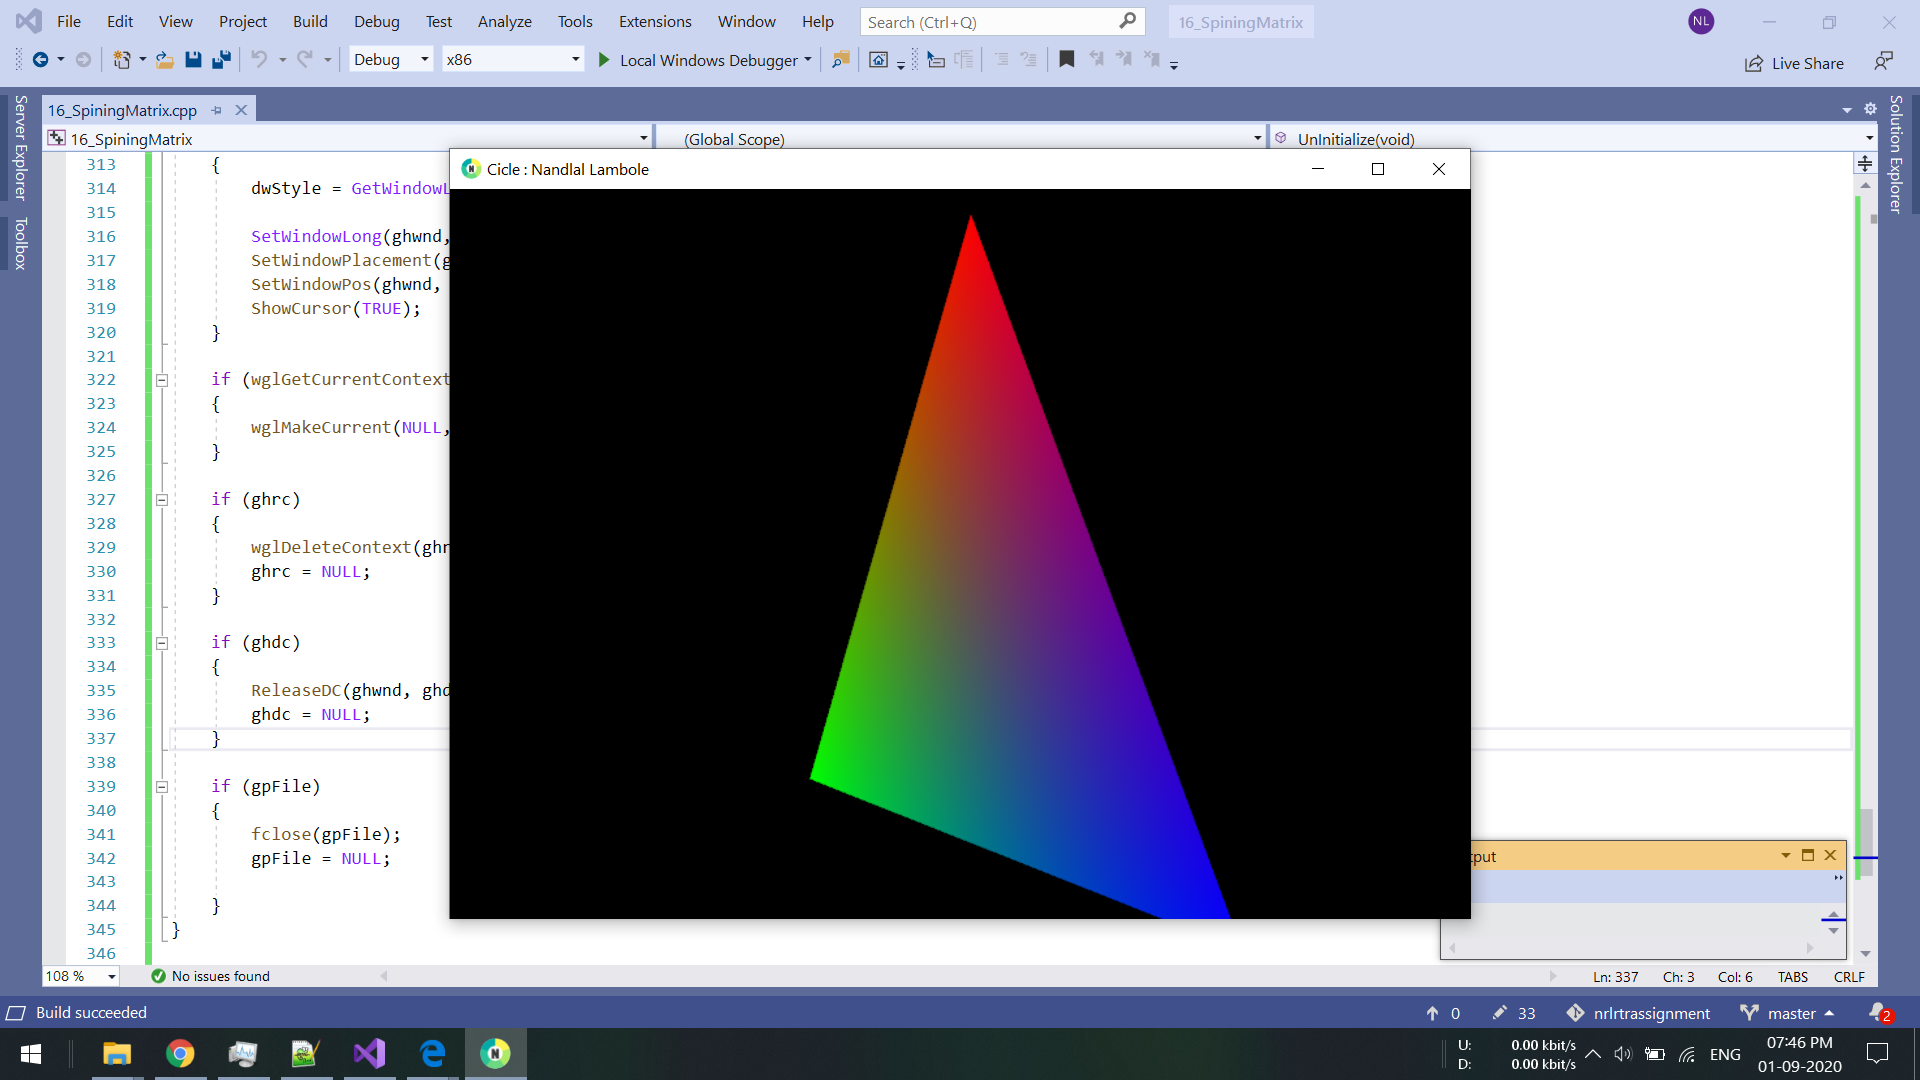 File Edit View Project Build Debug Test Analyze Tools Extensions Window Help Search (Ctrl+Q) 16_SpiningMatrix NL
Debug x86 Local Windows Debugger Live Share
Server Explorer
Toolbox
Solution Explorer
16_SpiningMatrix.cpp
16_SpiningMatrix (Global Scope) UnInitialize(void)
Cicle : Nandlal Lambole
313 {
314 dwStyle = GetWindowL
315
316 SetWindowLong(ghwnd,
317 SetWindowPlacement(g
318 SetWindowPos(ghwnd,
319 ShowCursor(TRUE);
320 }
321
322 if (wglGetCurrentContext
323 {
324 wglMakeCurrent(NULL,
325 }
326
327 if (ghrc)
328 {
329 wglDeleteContext(ghr
330 ghrc = NULL;
331 }
332
333 if (ghdc)
334 {
335 ReleaseDC(ghwnd, ghd
336 ghdc = NULL;
337 }
338
339 if (gpFile)
340 {
341 fclose(gpFile);
342 gpFile = NULL;
343
344 }
345 }
346
tput
108 % No issues found Ln: 337 Ch: 3 Col: 6 TABS CRLF
Build succeeded 0 33 nrlrtrassignment master 2
U: 0.00 kbit/s
D: 0.00 kbit/s
ENG
07:46 PM
01-09-2020